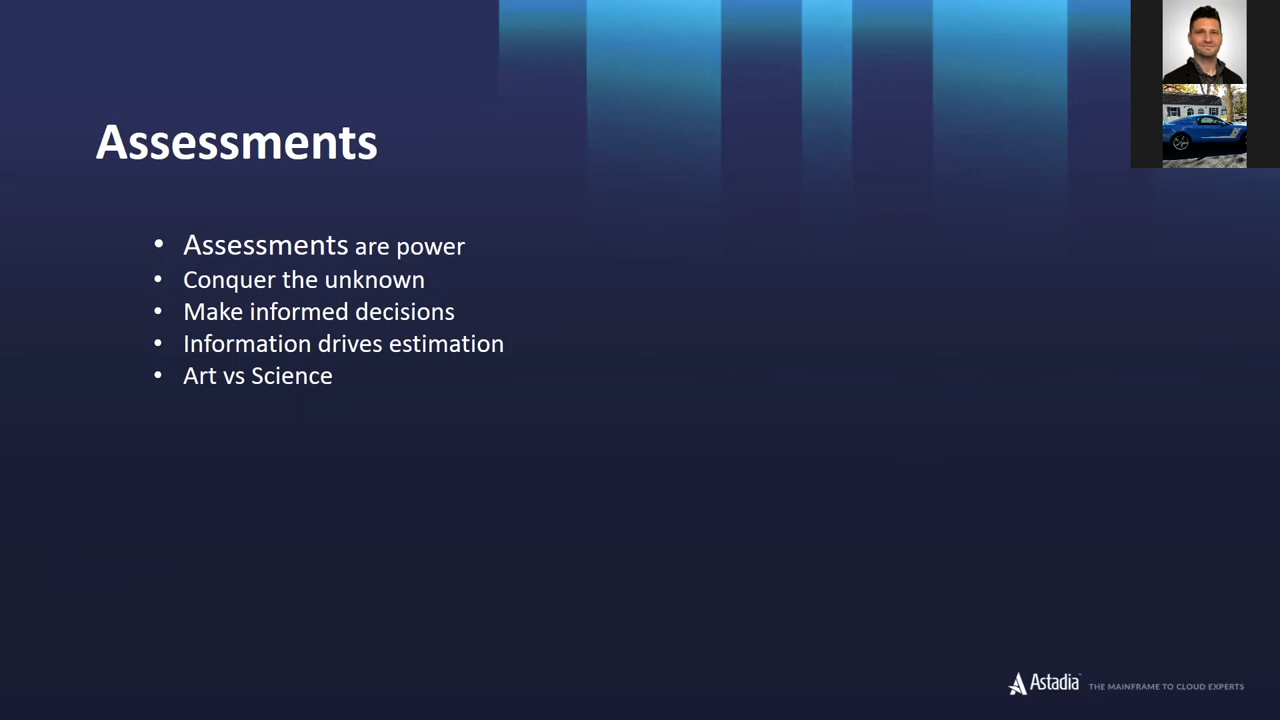 Assessments
• Assessments are power
• Conquer the unknown
• Make informed decisions
• Information drives estimation
• Art vs Science
Astadia THE MAINFRAME TO CLOUD EXPERTS